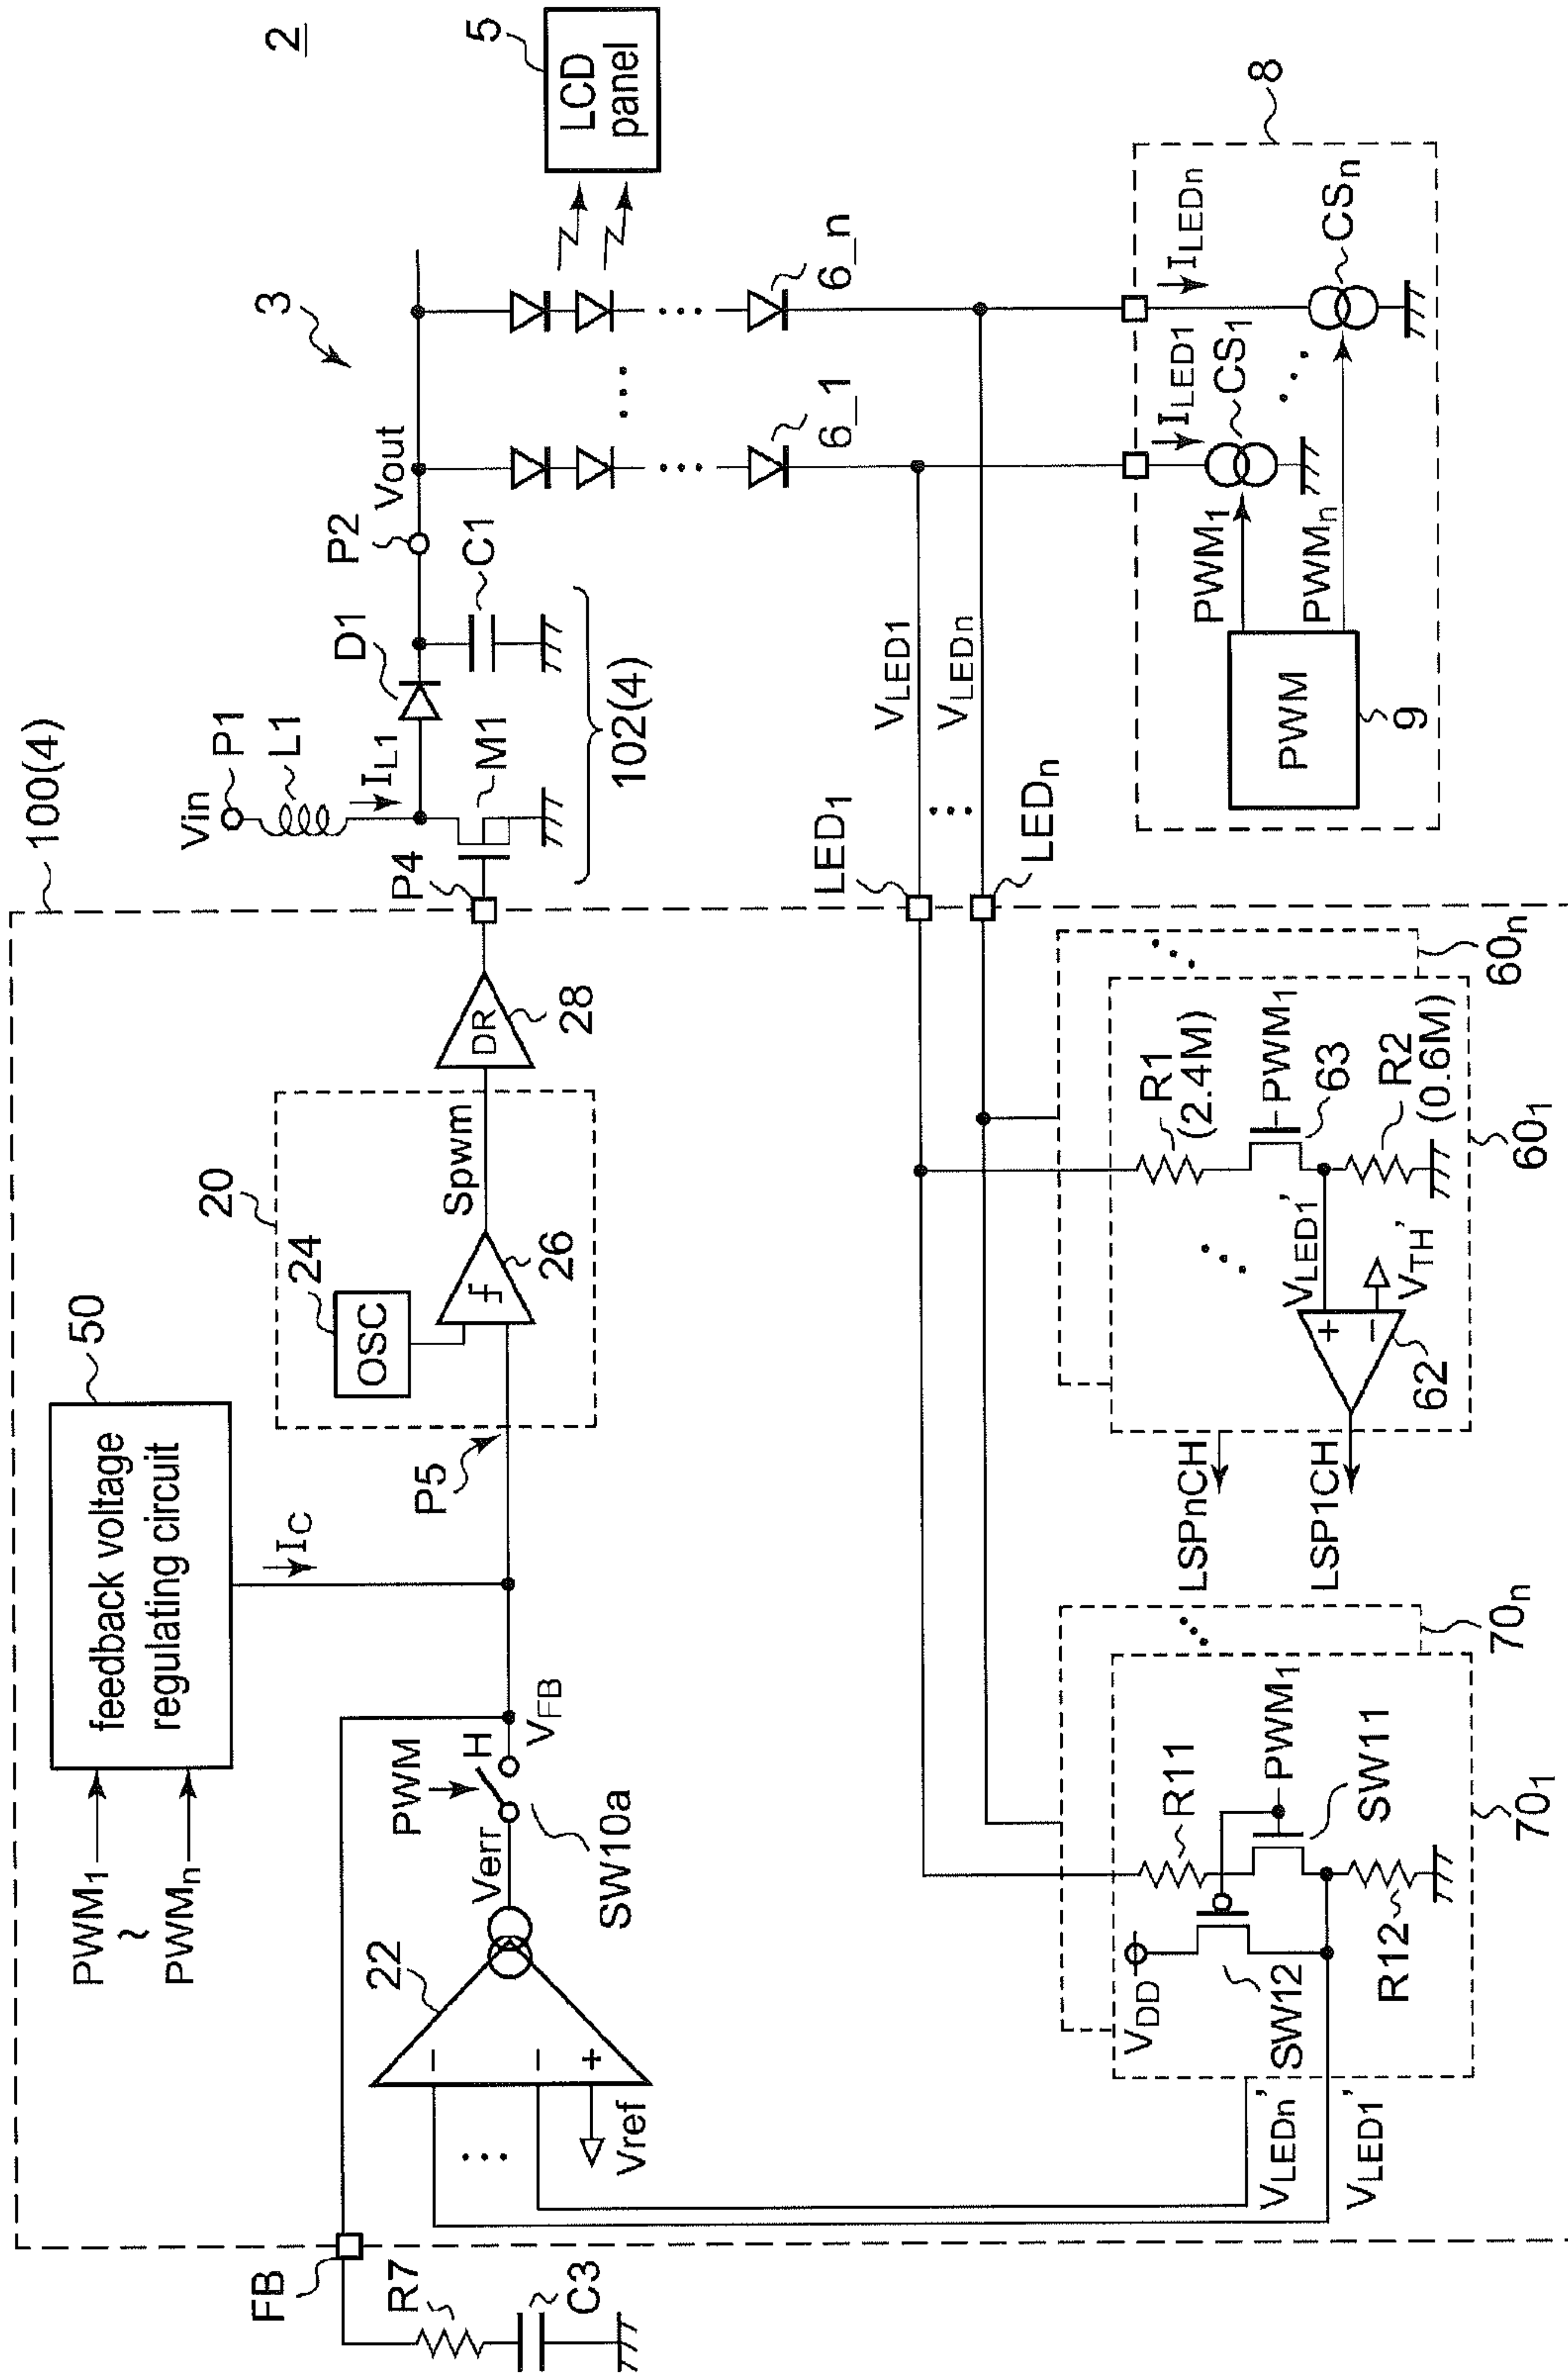 2
100(4)
50
feedback voltage
regulating circuit
PWM1
~
PWMn
IC
20
24
OSC
26
Spwm
28
DR
P4
P5
Vin
P1
L1
IL1
M1
D1
P2
C1
Vout
102(4)
3
5
LCD
panel
6_1
6_n
FB
R7
C3
22
Verr
PWM
H
SW10a
VFB
Vref
VLED1
VLEDn
LED1
LEDn
8
ILED1
ILEDn
CS1
CSn
PWM1
PWMn
PWM
9
VDD
R11
PWM1
SW11
SW12
R12
701
70n
VLEDn'
VLED1'
LSPnCH
LSP1CH
R1
(2.4M)
PWM1
63
R2
(0.6M)
VLED1'
VTH'
62
601
60n